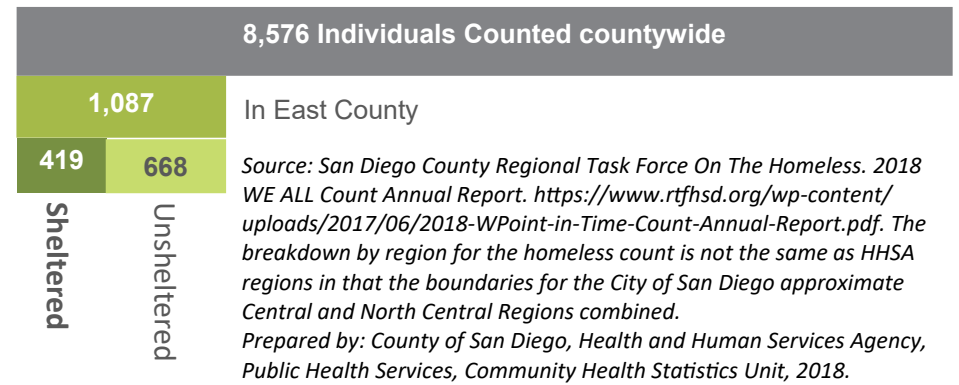 8,576 Individuals Counted countywide
1,087
In East County
419
668
Sheltered
Unsheltered
Source: San Diego County Regional Task Force On The Homeless. 2018
WE ALL Count Annual Report. https://www.rtfhsd.org/wp-content/
uploads/2017/06/2018-WPoint-in-Time-Count-Annual-Report.pdf. The
breakdown by region for the homeless count is not the same as HHSA
regions in that the boundaries for the City of San Diego approximate
Central and North Central Regions combined.
Prepared by: County of San Diego, Health and Human Services Agency,
Public Health Services, Community Health Statistics Unit, 2018.